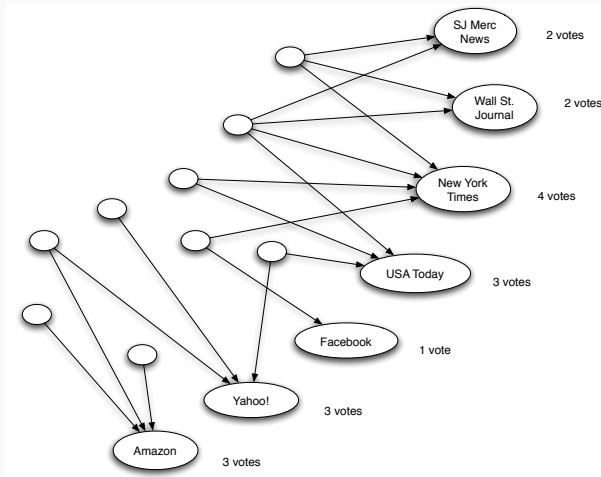 SJ Merc
News
2 votes
Wall St.
Journal
2 votes
New York
Times
4 votes
USA Today
3 votes
Facebook
1 vote
Yahoo!
3 votes
Amazon
3 votes